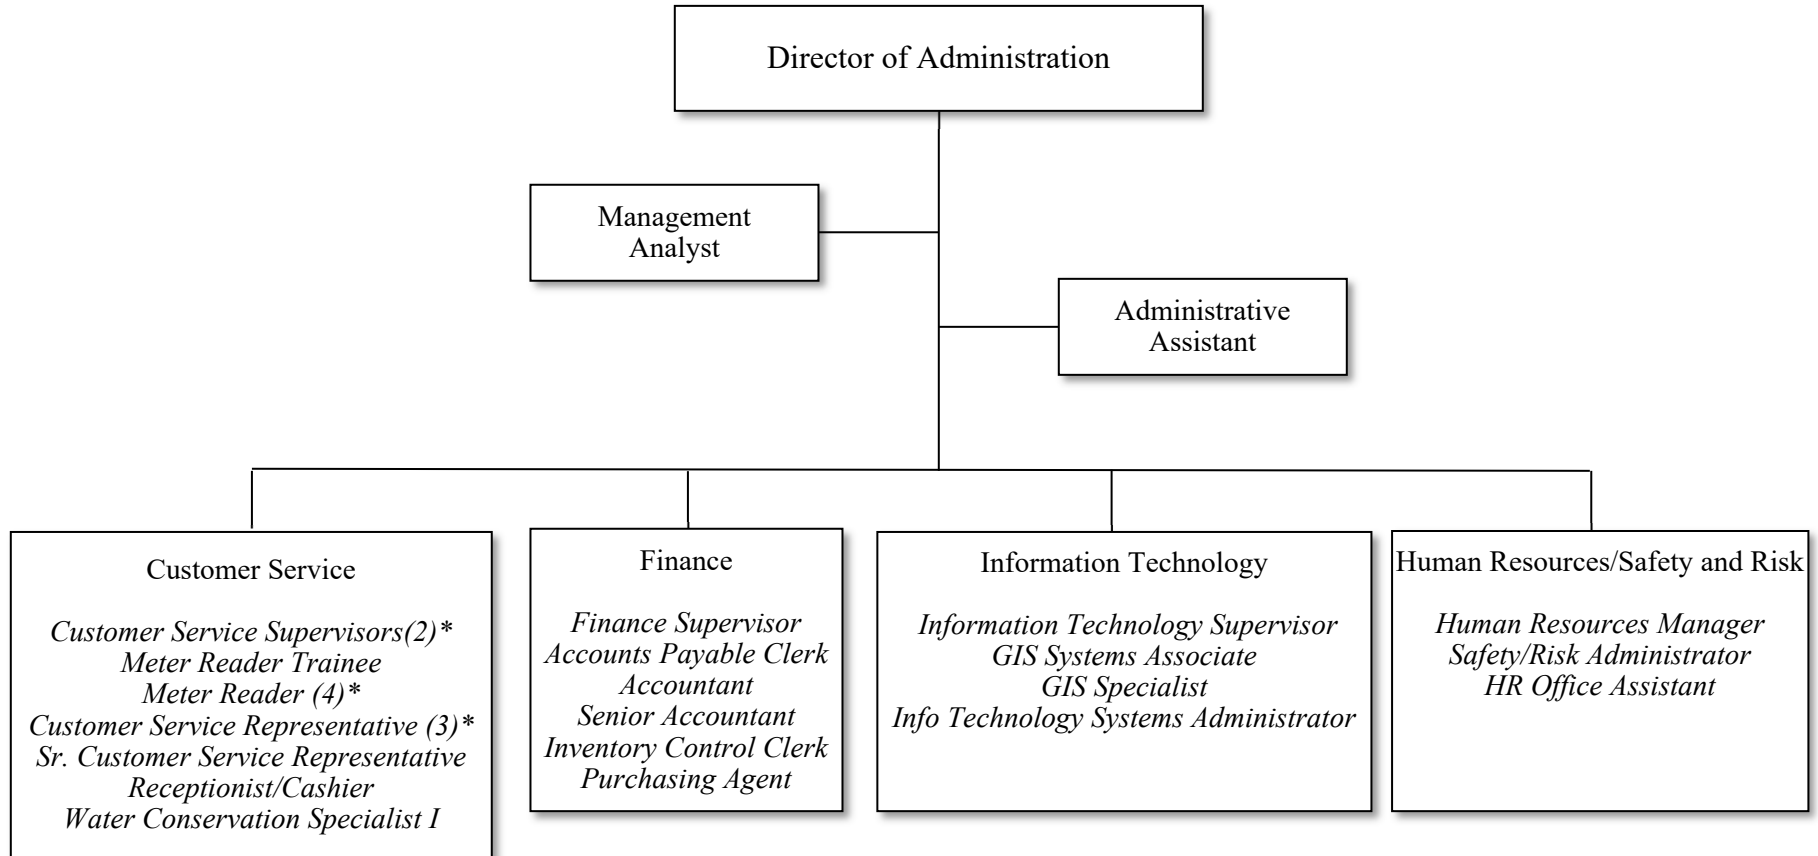 Director of Administration
Management
Analyst
Administrative
Assistant
Customer Service
Customer Service Supervisors(2)*
Meter Reader Trainee
Meter Reader (4)*
Customer Service Representative (3)*
Sr. Customer Service Representative
Receptionist/Cashier
Water Conservation Specialist I
Finance
Finance Supervisor
Accounts Payable Clerk
Accountant
Senior Accountant
Inventory Control Clerk
Purchasing Agent
Information Technology
Information Technology Supervisor
GIS Systems Associate
GIS Specialist
Info Technology Systems Administrator
Human Resources/Safety and Risk
Human Resources Manager
Safety/Risk Administrator
HR Office Assistant